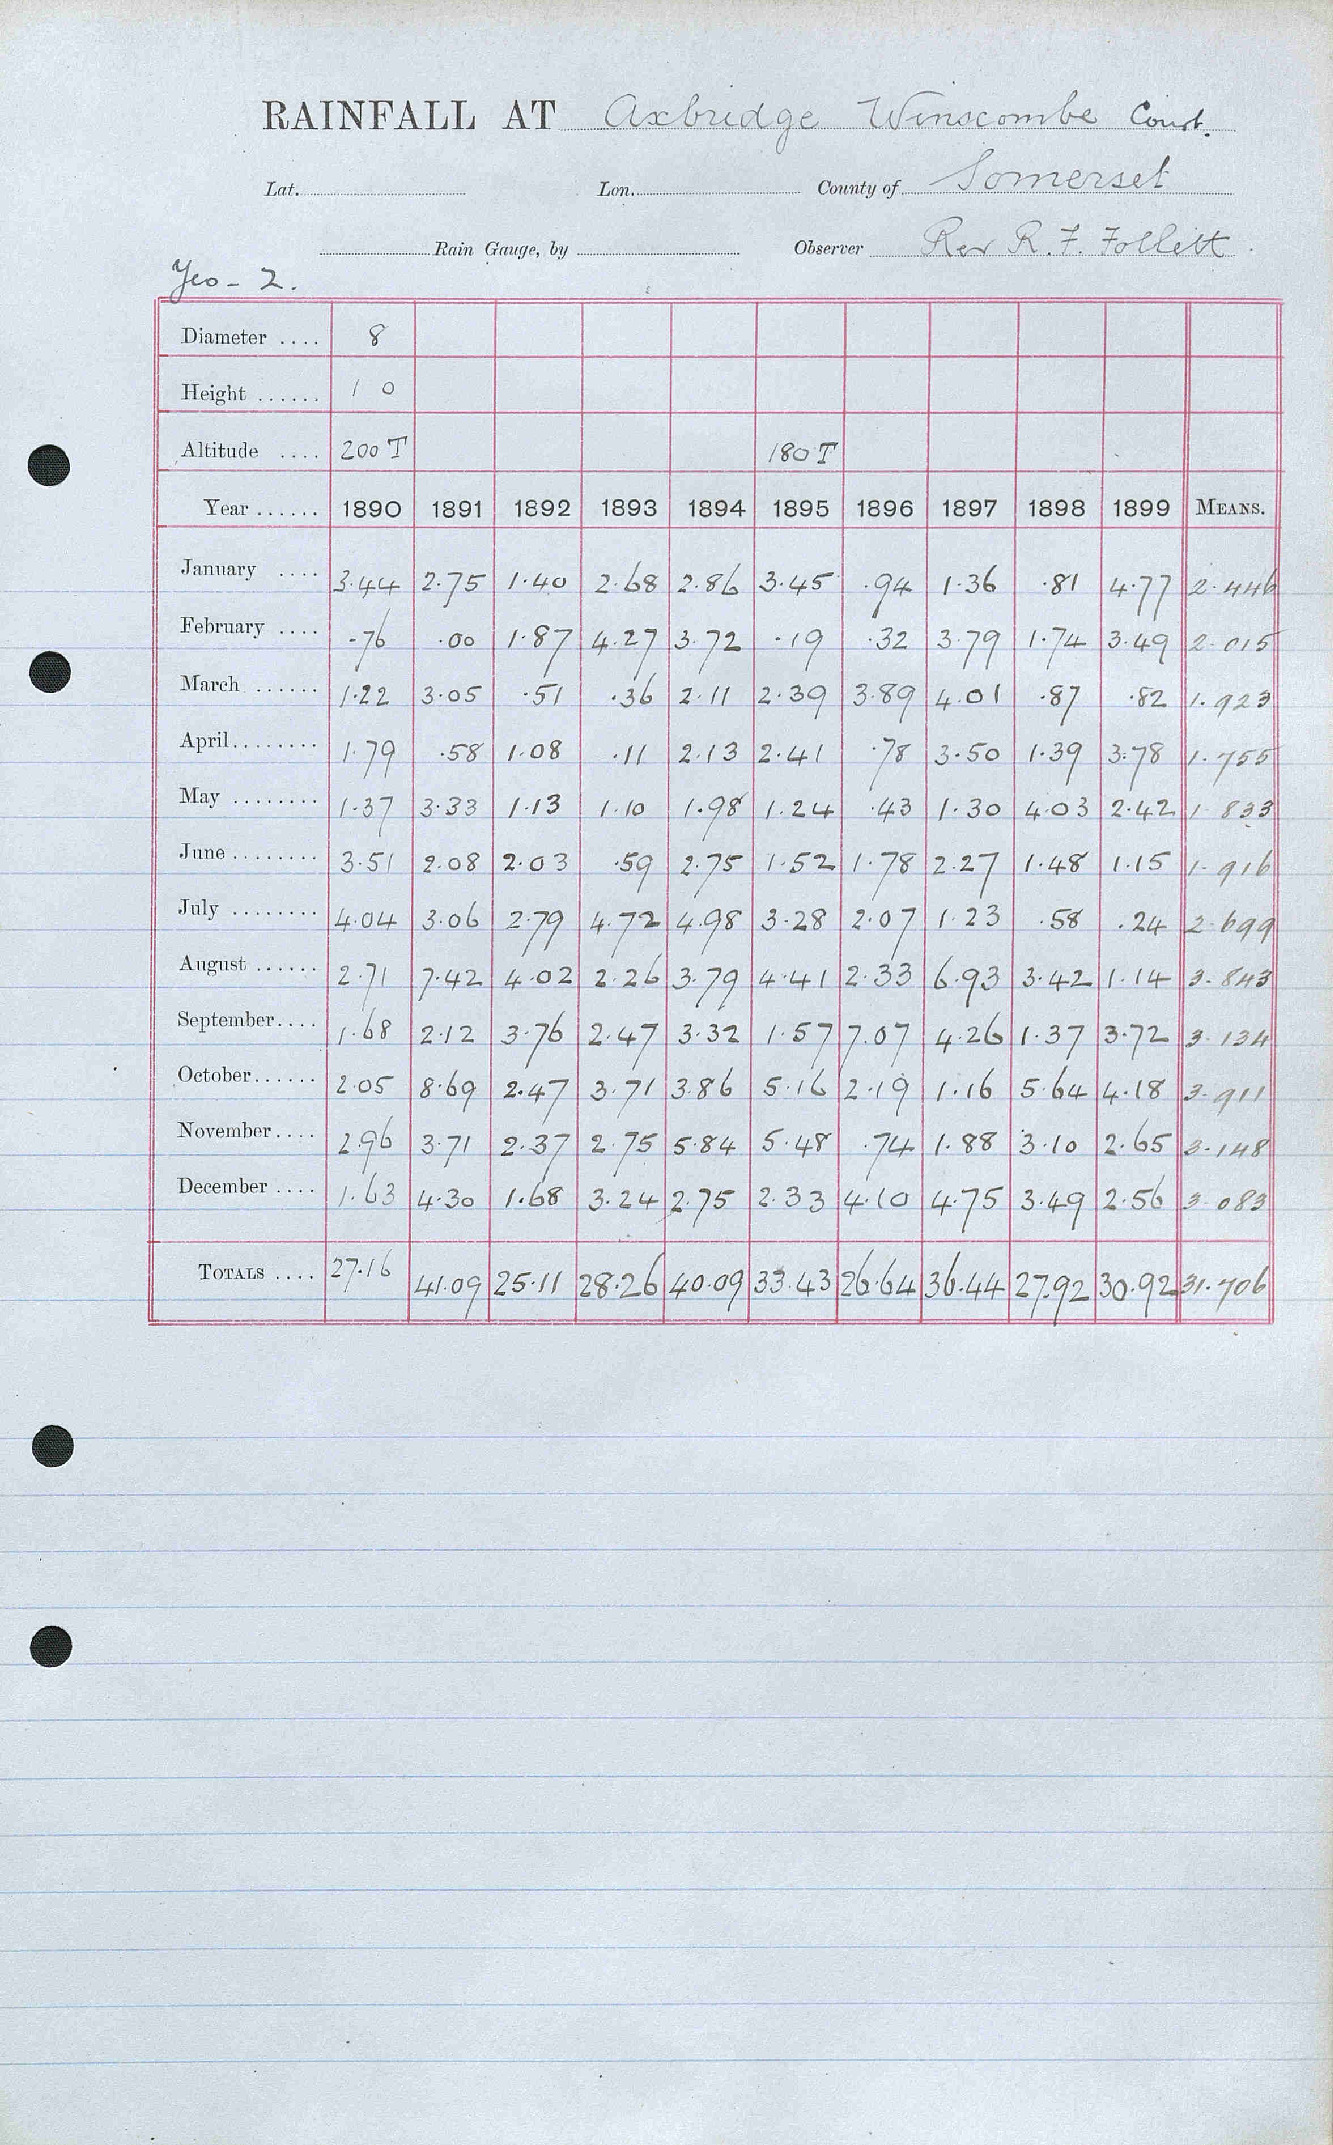 RAINFALL AT Axbridge Winscombe Court.
Lat. Lon. County of Somerset
Rain Gauge, by Observer Rev R. F. Follett
Yeo - 2.
Diameter .... 8
Height ...... 1 0
Altitude .... 200 T 180 T
Year ...... 1890 1891 1892 1893 1894 1895 1896 1897 1898 1899 MEANS.
January .... 3.44 2.75 1.40 2.68 2.86 3.45 .94 1.36 .81 4.77 2.446
February .... .76 .00 1.87 4.27 3.72 .19 .32 3.79 1.74 3.49 2.015
March ...... 1.22 3.05 .51 .36 2.11 2.39 3.89 4.01 .87 .82 1.923
April........ 1.79 .58 1.08 .11 2.13 2.41 .78 3.50 1.39 3.78 1.755
May ........ 1.37 3.33 1.13 1.10 1.98 1.24 .43 1.30 4.03 2.42 1.833
June ........ 3.51 2.08 2.03 .59 2.75 1.52 1.78 2.27 1.48 1.15 1.916
July ........ 4.04 3.06 2.79 4.72 4.98 3.28 2.07 1.23 .58 .24 2.699
August ...... 2.71 7.42 4.02 2.26 3.79 4.41 2.33 6.93 3.42 1.14 3.843
September.... 1.68 2.12 3.76 2.47 3.32 1.57 7.07 4.26 1.37 3.72 3.134
October...... 2.05 8.69 2.47 3.71 3.86 5.16 2.19 1.16 5.64 4.18 3.911
November.... 2.96 3.71 2.37 2.75 5.84 5.48 .74 1.88 3.10 2.65 3.148
December .... 1.63 4.30 1.68 3.24 2.75 2.33 4.10 4.75 3.49 2.56 3.083
TOTALS .... 27.16 41.09 25.11 28.26 40.09 33.43 26.64 36.44 27.92 30.92 31.706